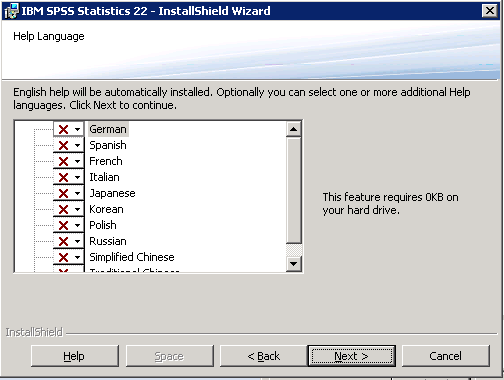 IBM SPSS Statistics 22 - InstallShield Wizard
Help Language
English help will be automatically installed. Optionally you can select one or more additional Help
languages. Click Next to continue.
German
Spanish
French
Italian
Japanese
Korean
Polish
Russian
Simplified Chinese
Traditional Chinese
This feature requires 0KB on
your hard drive.
InstallShield
Help
Space
< Back
Next >
Cancel